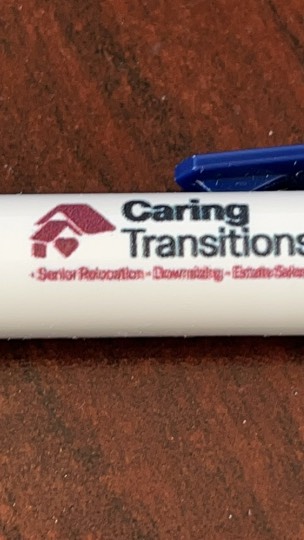 Caring
Transitions
• Senior Relocation - Downsizing - Estate Sales